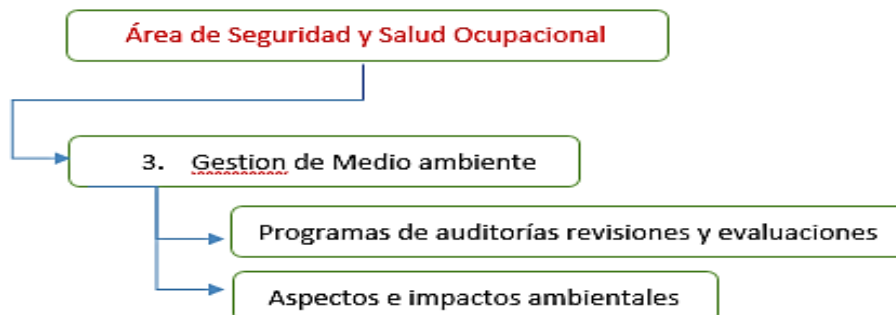 Área de Seguridad y Salud Ocupacional
3. Gestion de Medio ambiente
Programas de auditorías revisiones y evaluaciones
Aspectos e impactos ambientales